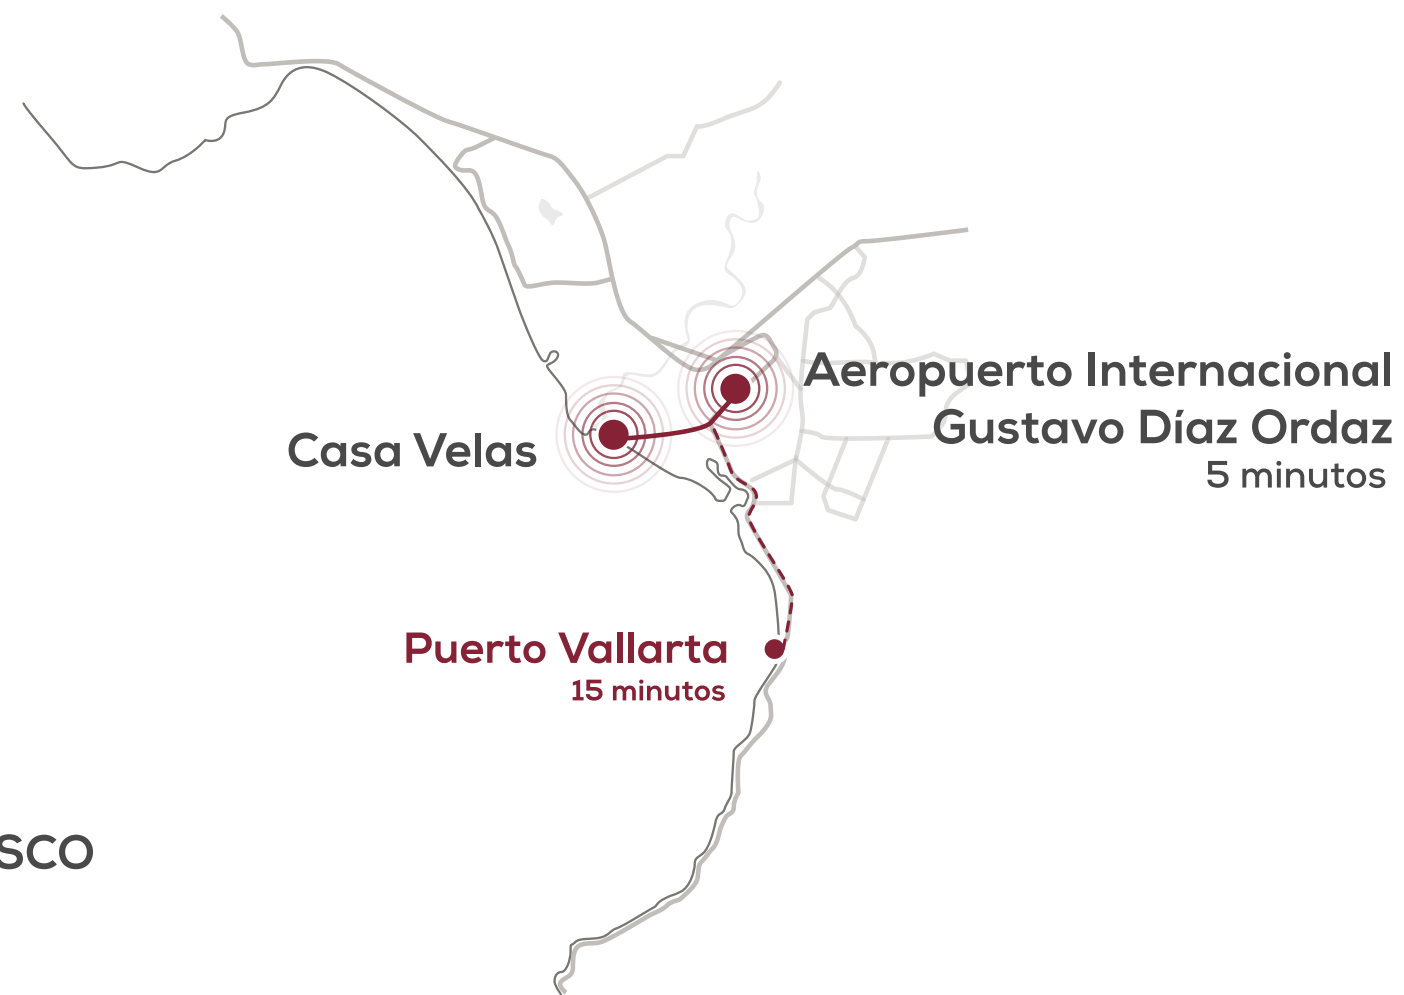 Aeropuerto Internacional
Gustavo Díaz Ordaz
5 minutos
Casa Velas
Puerto Vallarta
15 minutos
SCO